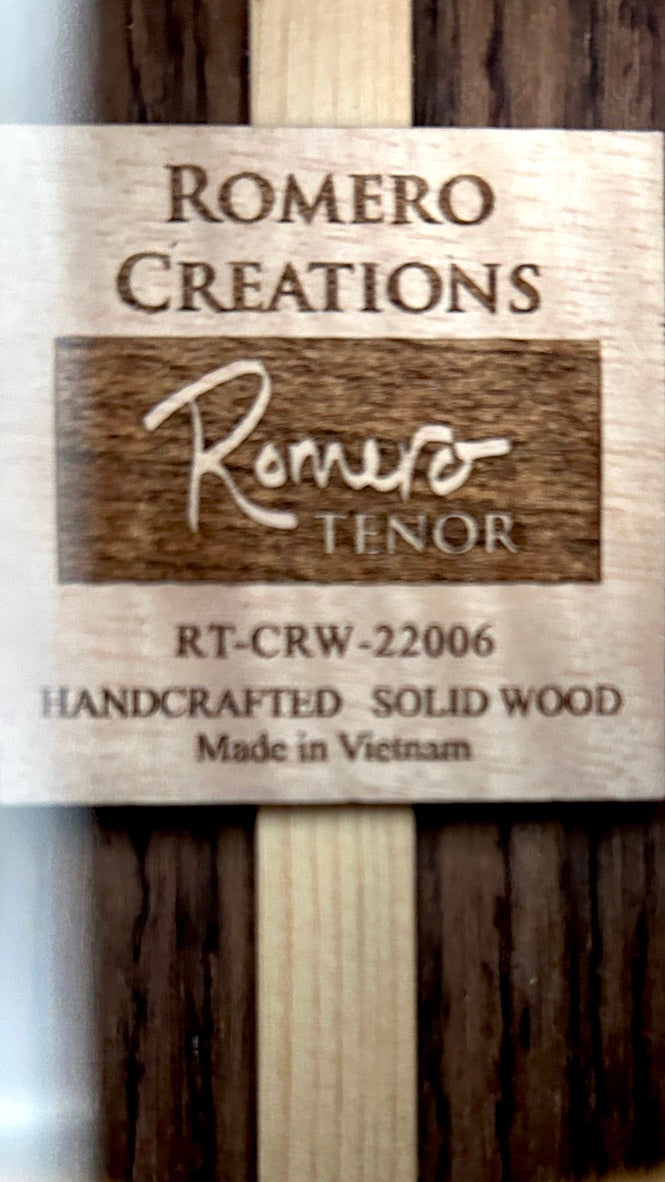 ROMERO
CREATIONS
Romero
TENOR
RT-CRW-22006
HANDCRAFTED SOLID WOOD
Made in Vietnam